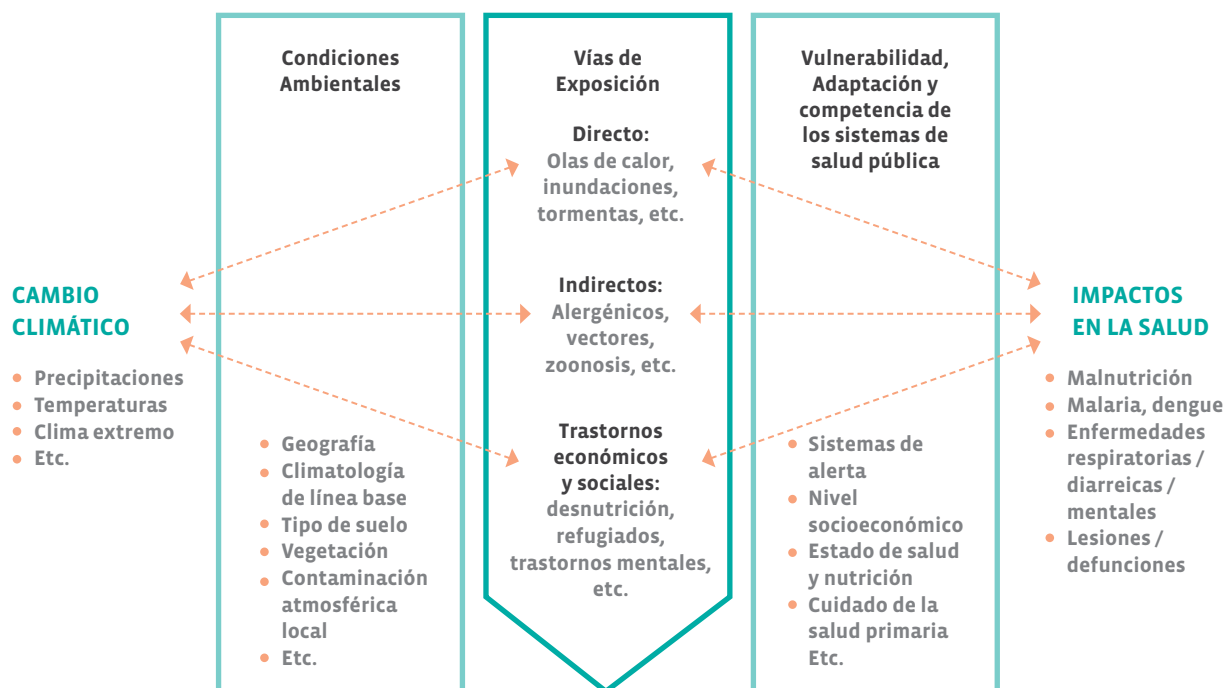 CAMBIO
CLIMÁTICO
Precipitaciones
Temperaturas
Clima extremo
Etc.
Condiciones
Ambientales
Geografía
Climatología
de línea base
Tipo de suelo
Vegetación
Contaminación
atmosférica
local
Etc.
Vías de
Exposición
Directo:
Olas de calor,
inundaciones,
tormentas, etc.
Indirectos:
Alergénicos,
vectores,
zoonosis, etc.
Trastornos
económicos
y sociales:
desnutrición,
refugiados,
trastornos mentales,
etc.
Vulnerabilidad,
Adaptación y
competencia de
los sistemas de
salud pública
Sistemas de
alerta
Nivel
socioeconómico
Estado de salud
y nutrición
Cuidado de la
salud primaria
Etc.
IMPACTOS
EN LA SALUD
Malnutrición
Malaria, dengue
Enfermedades
respiratorias /
diarreicas /
mentales
Lesiones /
defunciones